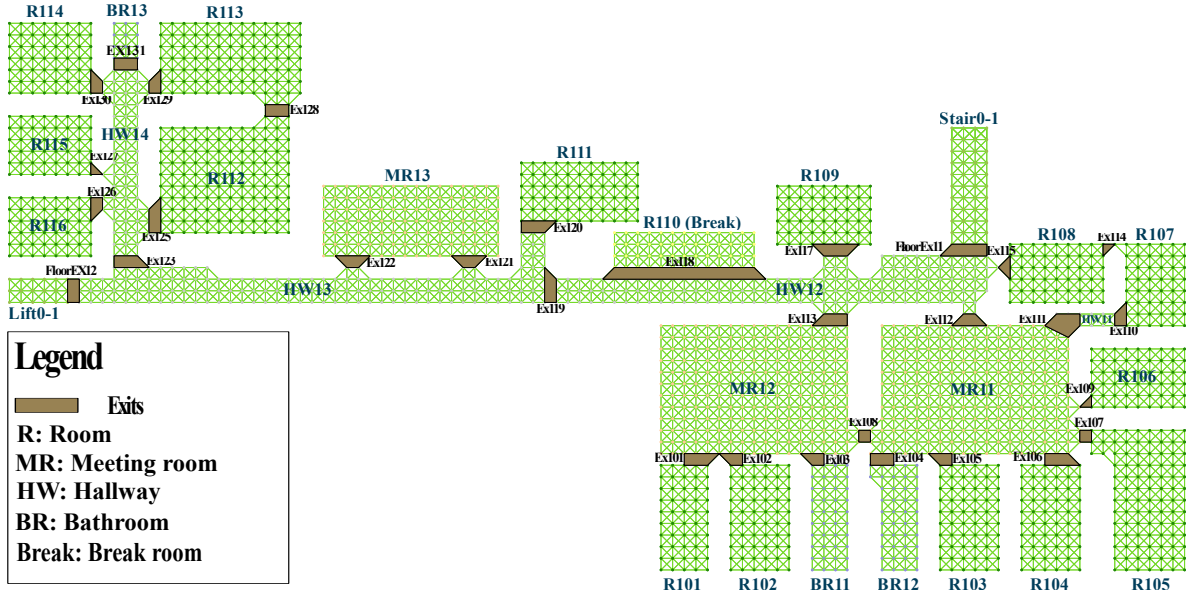 R114
BR13
R113
EX131
Ex130
Ex129
Ex128
Stair0-1
HW14
R115
Ex127
R112
R111
MR13
R109
Ex126
R116
Ex125
Ex120
R110 (Break)
R108
Ex114
R107
Ex117
FloorEx11
Ex115
Ex123
FloorEX12
Ex122
Ex121
Ex118
HW13
HW12
Ex119
Lift0-1
Ex113
Ex112
Ex111
HW11
Ex110
Legend
Exits
R: Room
MR: Meeting room
HW: Hallway
BR: Bathroom
Break: Break room
MR12
MR11
R106
Ex109
Ex108
Ex107
Ex101
Ex102
Ex103
Ex104
Ex105
Ex106
R101
R102
BR11
BR12
R103
R104
R105